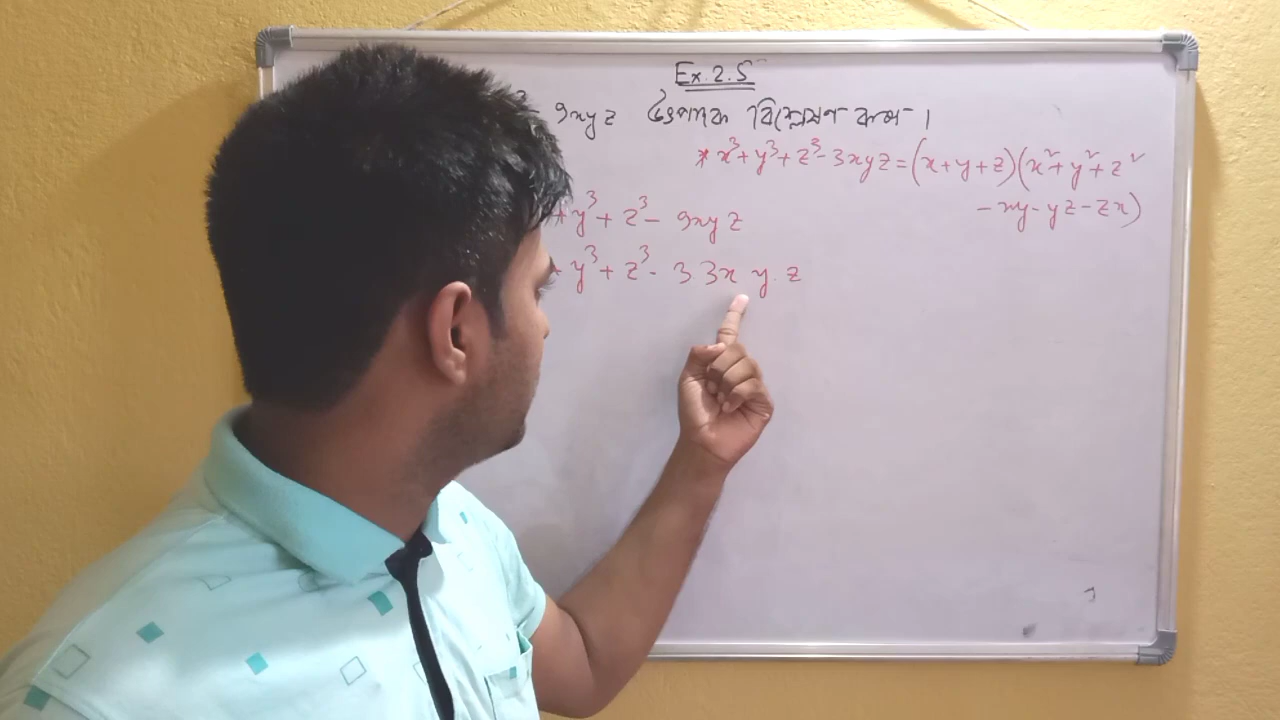 Ex. 2.5
- 9xyz উৎপাদক বিশ্লেষণ কৰা ।
* x³+y³+z³-3xyz=(x+y+z)(x²+y²+z²
-xy-yz-zx)
+y³+z³- 9xyz
+ y³+z³- 3.3x.y.z